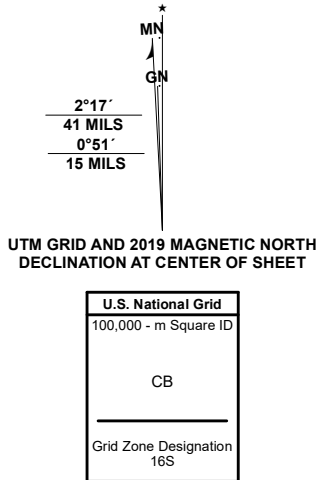 MN
GN
2°17´
41 MILS
0°51´
15 MILS
UTM GRID AND 2019 MAGNETIC NORTH
DECLINATION AT CENTER OF SHEET
U.S. National Grid
100,000 - m Square ID
CB
Grid Zone Designation
16S